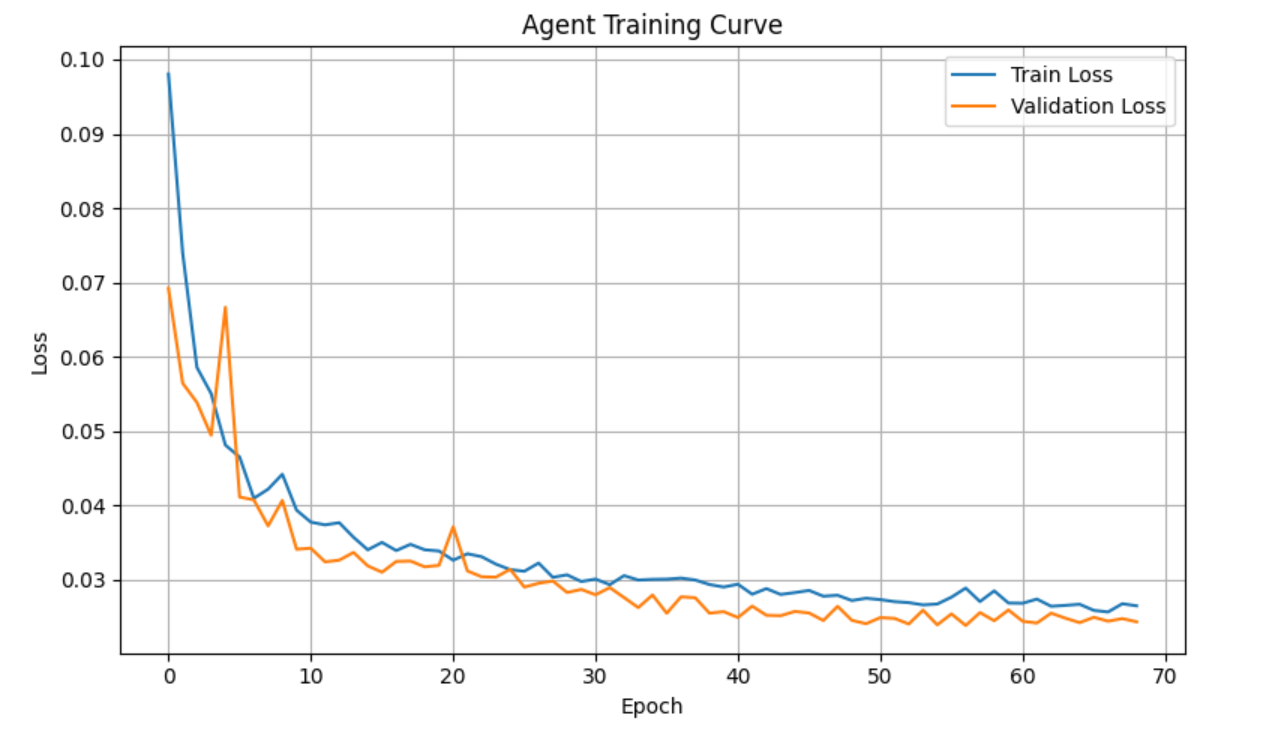 Agent Training Curve
Train Loss
Validation Loss
0.10
0.09
0.08
0.07
0.06
0.05
0.04
0.03
Loss
0 10 20 30 40 50 60 70
Epoch